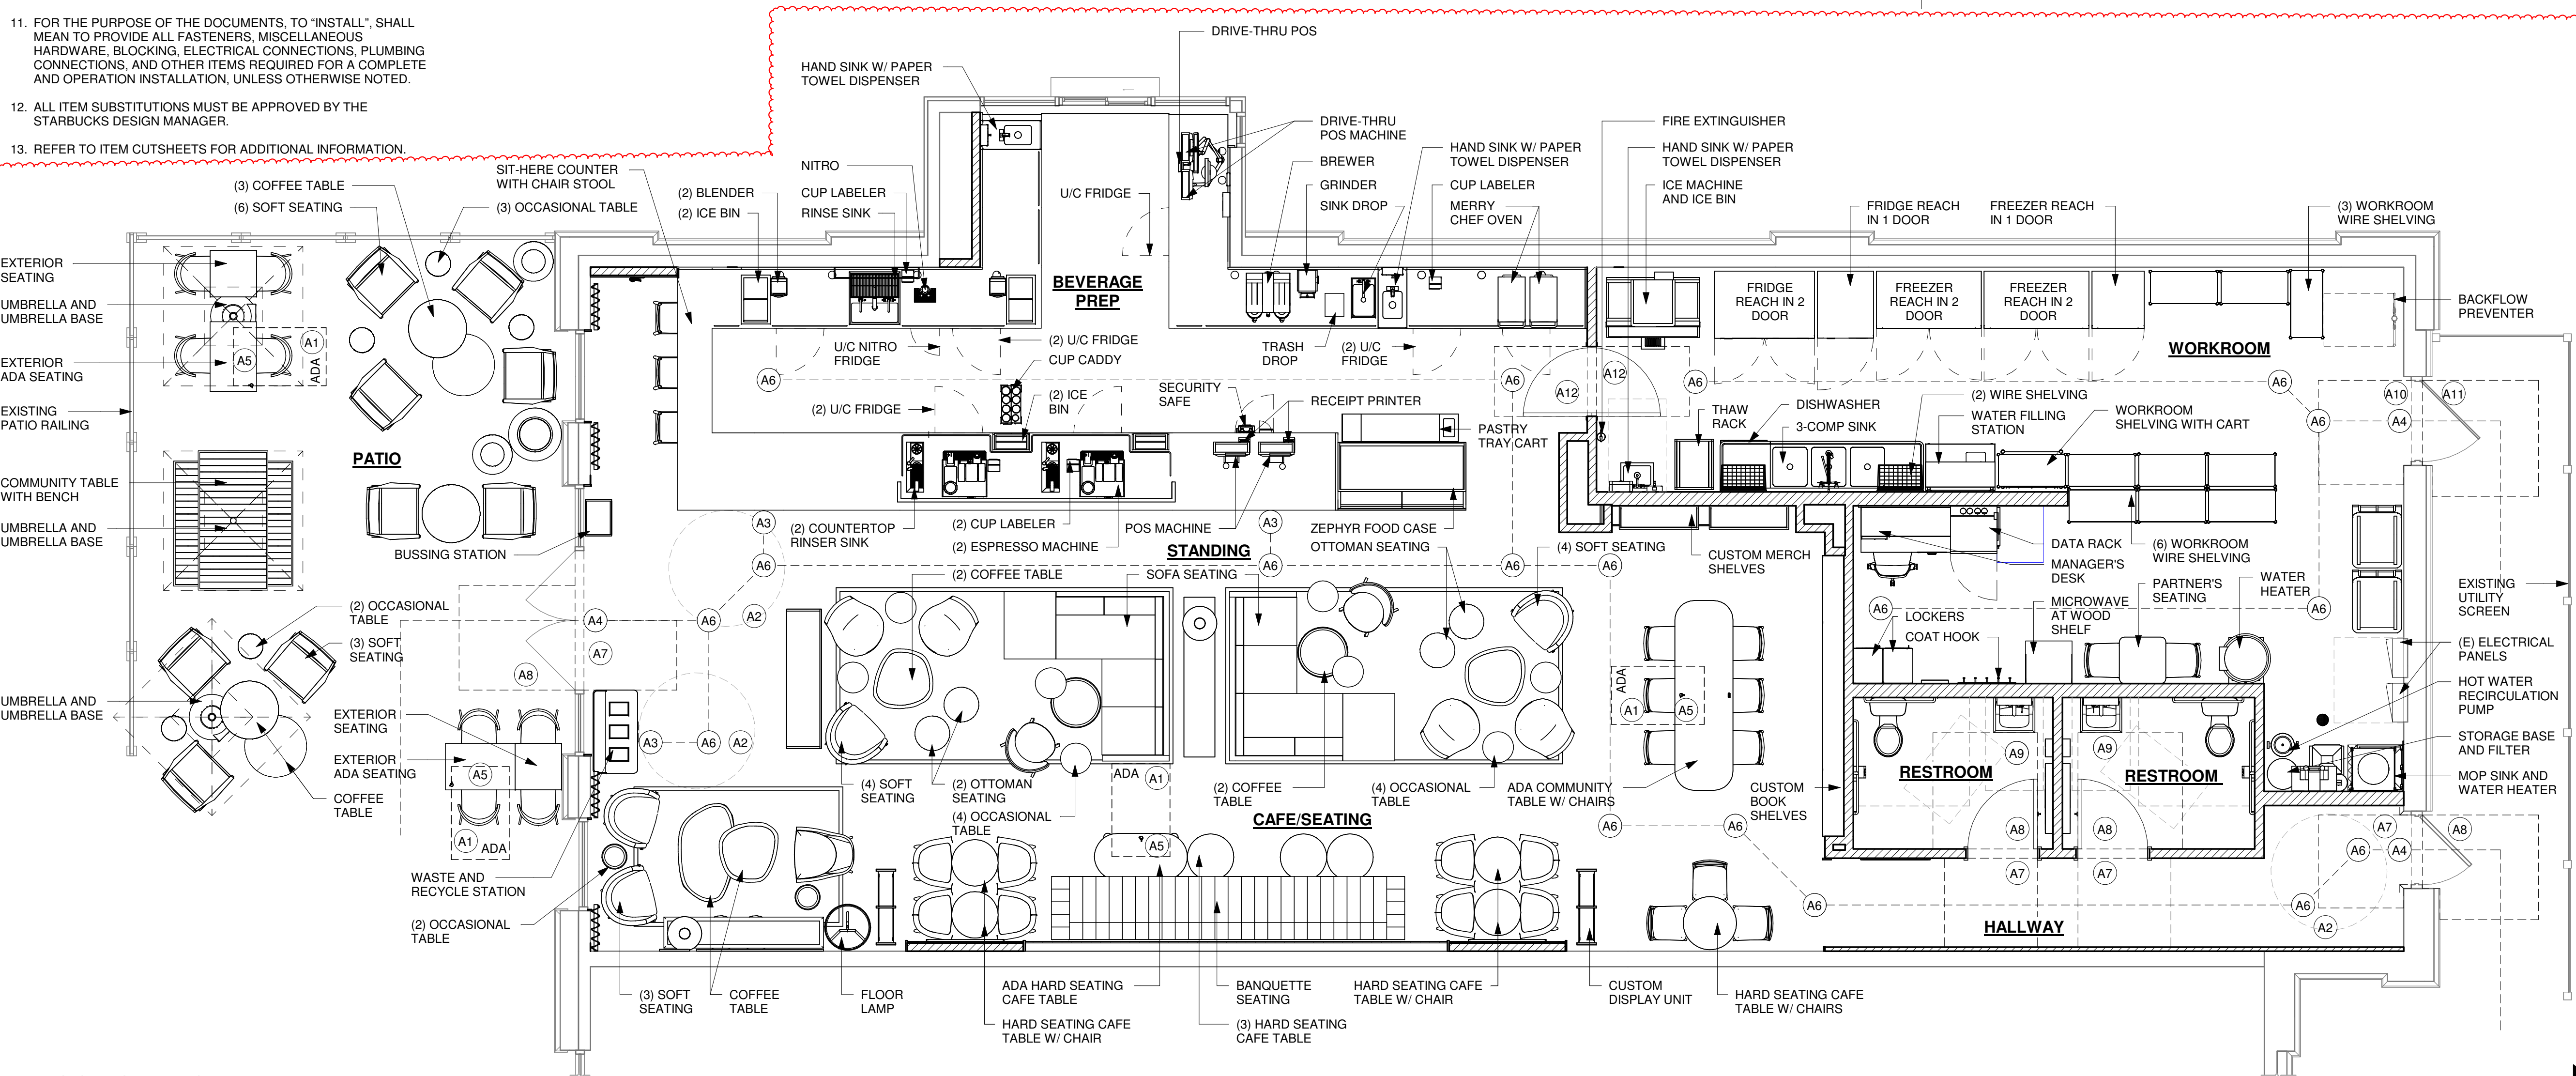 11. FOR THE PURPOSE OF THE DOCUMENTS, TO “INSTALL”, SHALL
MEAN TO PROVIDE ALL FASTENERS, MISCELLANEOUS
HARDWARE, BLOCKING, ELECTRICAL CONNECTIONS, PLUMBING
CONNECTIONS, AND OTHER ITEMS REQUIRED FOR A COMPLETE
AND OPERATION INSTALLATION, UNLESS OTHERWISE NOTED.
12. ALL ITEM SUBSTITUTIONS MUST BE APPROVED BY THE
STARBUCKS DESIGN MANAGER.
13. REFER TO ITEM CUTSHEETS FOR ADDITIONAL INFORMATION.
DRIVE-THRU POS
HAND SINK W/ PAPER
TOWEL DISPENSER
DRIVE-THRU
POS MACHINE
BREWER
GRINDER
SINK DROP
HAND SINK W/ PAPER
TOWEL DISPENSER
CUP LABELER
MERRY
CHEF OVEN
FIRE EXTINGUISHER
HAND SINK W/ PAPER
TOWEL DISPENSER
ICE MACHINE
AND ICE BIN
FRIDGE REACH
IN 1 DOOR
FREEZER REACH
IN 1 DOOR
(3) WORKROOM
WIRE SHELVING
(3) COFFEE TABLE
(6) SOFT SEATING
SIT-HERE COUNTER
WITH CHAIR STOOL
(3) OCCASIONAL TABLE
(2) BLENDER
(2) ICE BIN
NITRO
CUP LABELER
RINSE SINK
U/C FRIDGE
EXTERIOR
SEATING
UMBRELLA AND
UMBRELLA BASE
EXTERIOR
ADA SEATING
EXISTING
PATIO RAILING
A5
A1
ADA
BEVERAGE
PREP
FRIDGE
REACH IN 2
DOOR
FREEZER
REACH IN 2
DOOR
FREEZER
REACH IN 2
DOOR
BACKFLOW
PREVENTER
WORKROOM
U/C NITRO
FRIDGE
(2) U/C FRIDGE
CUP CADDY
TRASH
DROP
(2) U/C
FRIDGE
A6
A6
A12
A12
A6
A6
A10
A11
A4
A6
(2) U/C FRIDGE
(2) ICE
BIN
SECURITY
SAFE
RECEIPT PRINTER
PASTRY
TRAY CART
THAW
RACK
DISHWASHER
3-COMP SINK
(2) WIRE SHELVING
WATER FILLING
STATION
WORKROOM
SHELVING WITH CART
PATIO
COMMUNITY TABLE
WITH BENCH
UMBRELLA AND
UMBRELLA BASE
BUSSING STATION
A3
(2) COUNTERTOP
RINSER SINK
(2) CUP LABELER
(2) ESPRESSO MACHINE
POS MACHINE
A3
ZEPHYR FOOD CASE
OTTOMAN SEATING
STANDING
(4) SOFT SEATING
CUSTOM MERCH
SHELVES
DATA RACK
MANAGER'S
DESK
(6) WORKROOM
WIRE SHELVING
A6
A6
A6
A6
(2) COFFEE TABLE
SOFA SEATING
PARTNER'S
SEATING
WATER
HEATER
EXISTING
UTILITY
SCREEN
(2) OCCASIONAL
TABLE
(3) SOFT
SEATING
A4
A6
A2
A7
A8
A6
LOCKERS
COAT HOOK
MICROWAVE
AT WOOD
SHELF
A6
(E) ELECTRICAL
PANELS
HOT WATER
RECIRCULATION
PUMP
STORAGE BASE
AND FILTER
MOP SINK AND
WATER HEATER
UMBRELLA AND
UMBRELLA BASE
EXTERIOR
SEATING
EXTERIOR
ADA SEATING
COFFEE
TABLE
A5
A1
ADA
A3
A6
A2
ADA
A1
A5
A9
A9
RESTROOM
RESTROOM
(4) SOFT
SEATING
(2) OTTOMAN
SEATING
(4) OCCASIONAL
TABLE
ADA
A1
A5
(2) COFFEE
TABLE
(4) OCCASIONAL
TABLE
ADA COMMUNITY
TABLE W/ CHAIRS
CUSTOM
BOOK
SHELVES
CAFE/SEATING
A6
A6
A8
A8
A7
A8
A6
A4
A7
A7
WASTE AND
RECYCLE STATION
(2) OCCASIONAL
TABLE
A6
A6
A2
HALLWAY
(3) SOFT
SEATING
COFFEE
TABLE
FLOOR
LAMP
ADA HARD SEATING
CAFE TABLE
HARD SEATING CAFE
TABLE W/ CHAIR
BANQUETTE
SEATING
(3) HARD SEATING
CAFE TABLE
HARD SEATING CAFE
TABLE W/ CHAIR
CUSTOM
DISPLAY UNIT
HARD SEATING CAFE
TABLE W/ CHAIRS